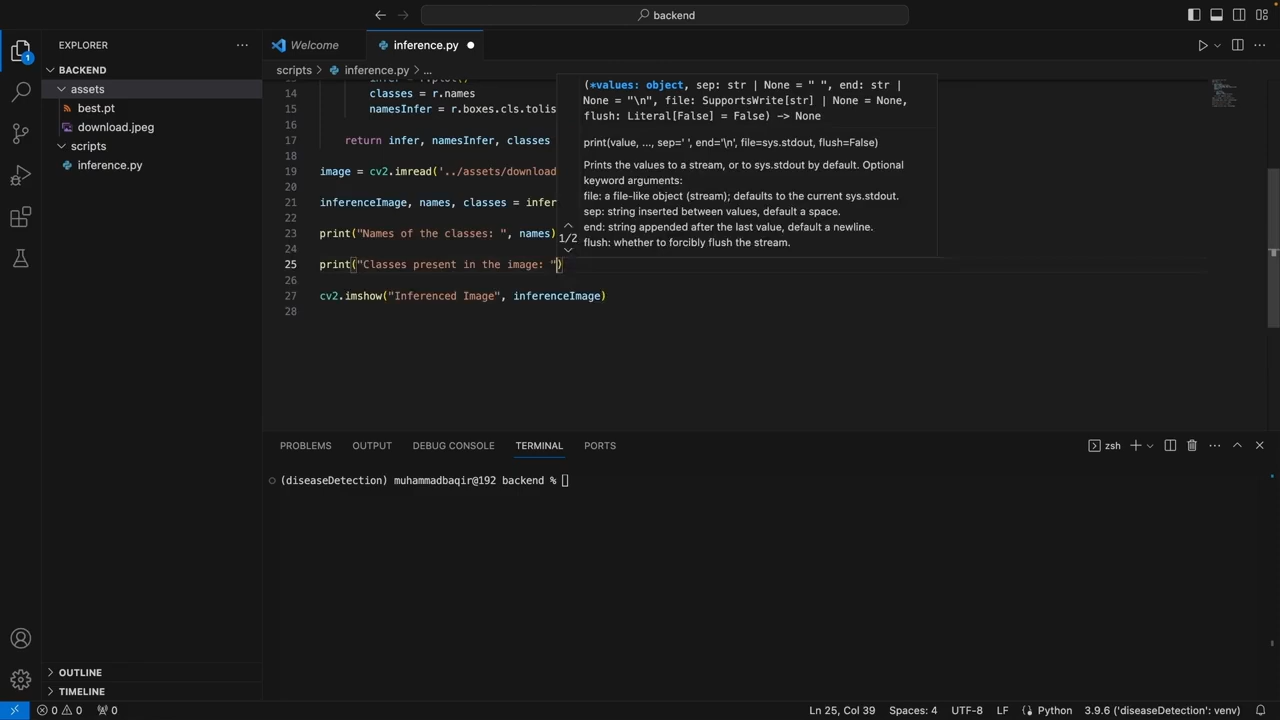 backend
EXPLORER
Welcome
inference.py
BACKEND
scripts > inference.py > ...
assets
best.pt
download.jpeg
scripts
inference.py
14 classes = r.names
15 namesInfer = r.boxes.cls.tolis
16
17 return infer, namesInfer, classes
18
19 image = cv2.imread('../assets/download
20
21 inferenceImage, names, classes = infer
22
23 print("Names of the classes: ", names)
24
25 print("Classes present in the image: ")
26
27 cv2.imshow("Inferenced Image", inferenceImage)
28
(*values: object, sep: str | None = " ", end: str |
None = "\n", file: SupportsWrite[str] | None = None,
flush: Literal[False] = False) -> None
print(value, ..., sep=' ', end='\n', file=sys.stdout, flush=False)
Prints the values to a stream, or to sys.stdout by default. Optional
keyword arguments:
file: a file-like object (stream); defaults to the current sys.stdout.
sep: string inserted between values, default a space.
end: string appended after the last value, default a newline.
flush: whether to forcibly flush the stream.
1/2
PROBLEMS OUTPUT DEBUG CONSOLE TERMINAL PORTS
zsh
(diseaseDetection) muhammadbaqir@192 backend %
OUTLINE
TIMELINE
0 0 0
Ln 25, Col 39 Spaces: 4 UTF-8 LF Python 3.9.6 ('diseaseDetection': venv)